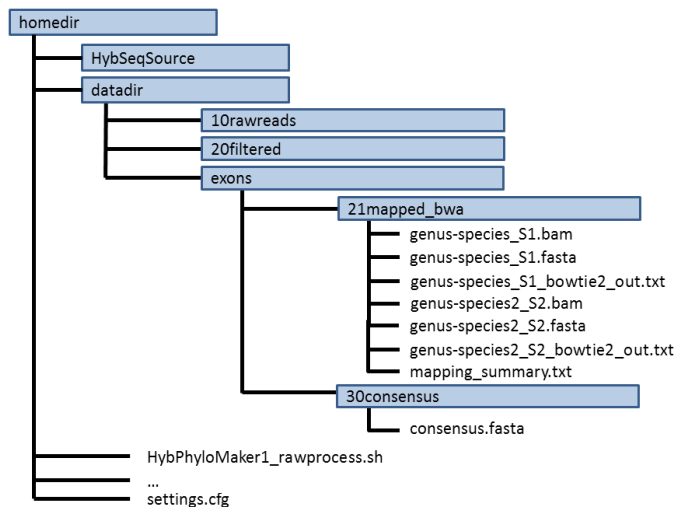 homedir
HybSeqSource
datadir
10rawreads
20filtered
exons
21mapped_bwa
genus-species_S1.bam
genus-species_S1.fasta
genus-species_S1_bowtie2_out.txt
genus-species2_S2.bam
genus-species2_S2.fasta
genus-species2_S2_bowtie2_out.txt
mapping_summary.txt
30consensus
consensus.fasta
HybPhyloMaker1_rawprocess.sh
...
settings.cfg